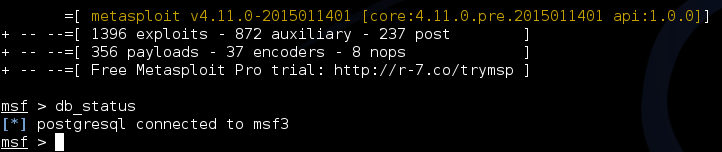 =[ metasploit v4.11.0-2015011401 [core:4.11.0.pre.2015011401 api:1.0.0]]
+ -- --=[ 1396 exploits - 872 auxiliary - 237 post ]
+ -- --=[ 356 payloads - 37 encoders - 8 nops ]
+ -- --=[ Free Metasploit Pro trial: http://r-7.co/trymsp ]
msf > db_status
[*] postgresql connected to msf3
msf >